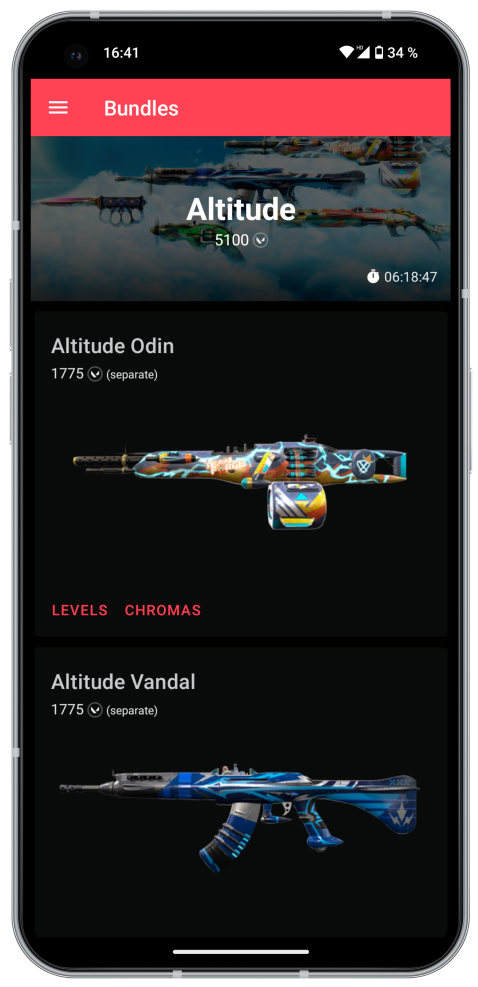 16:41
HD
34 %
Bundles
Altitude
5100
06:18:47
Altitude Odin
1775 (separate)
LEVELS CHROMAS
Altitude Vandal
1775 (separate)